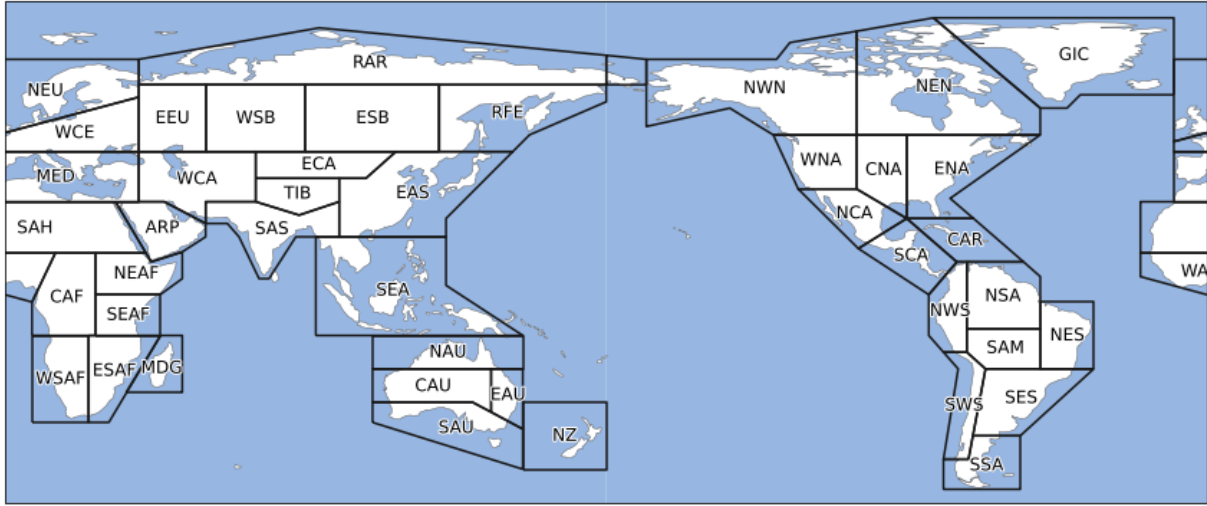 GIC
RAR
NEU
NWN
NEN
WCE
EEU
WSB
ESB
RFE
WNA
CNA
ENA
MED
WCA
ECA
TIB
EAS
SAH
ARP
SAS
NCA
CAR
SCA
NEAF
WA
CAF
SEA
NSA
SEAF
NWS
NES
NAU
SAM
WSAF
ESAF
MDG
CAU
EAU
SWS
SES
SAU
NZ
SSA